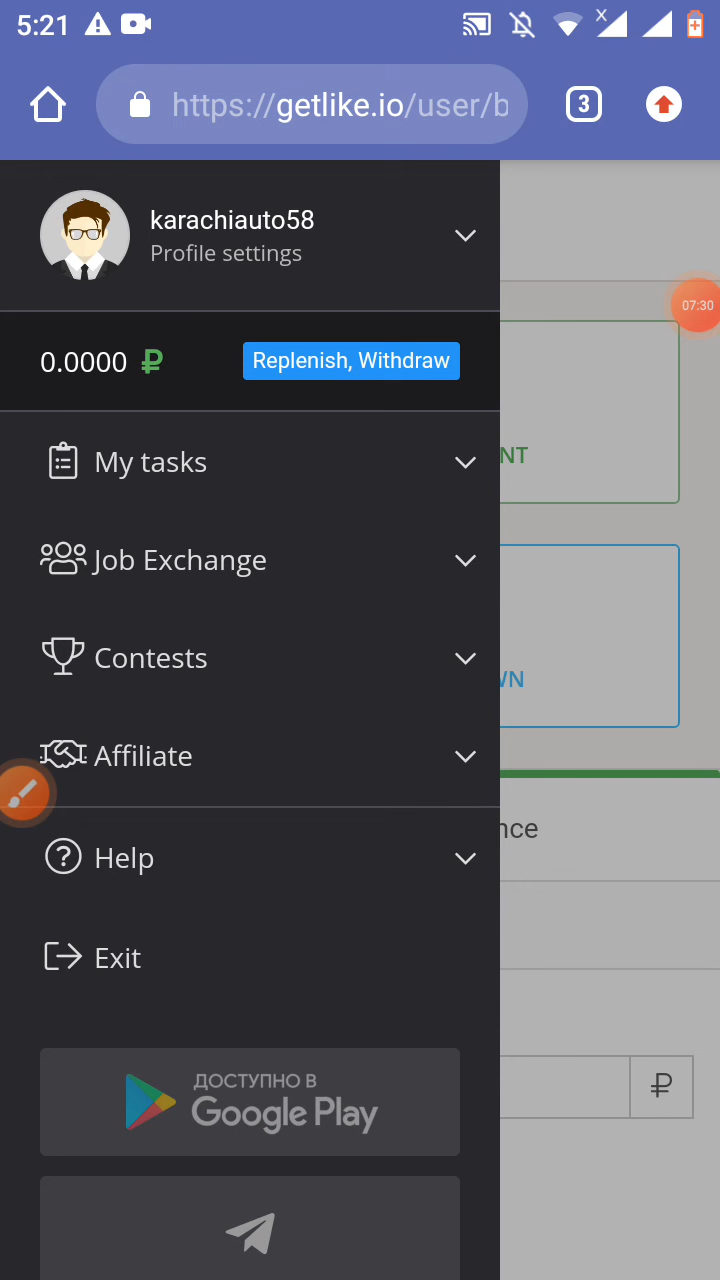 5:21
https://getlike.io/user/b
3
karachiauto58
Profile settings
07:30
0.0000 ₽
Replenish, Withdraw
NT
My tasks
Job Exchange
Contests
WN
Affiliate
nce
Help
Exit
₽
ДОСТУПНО В
Google Play